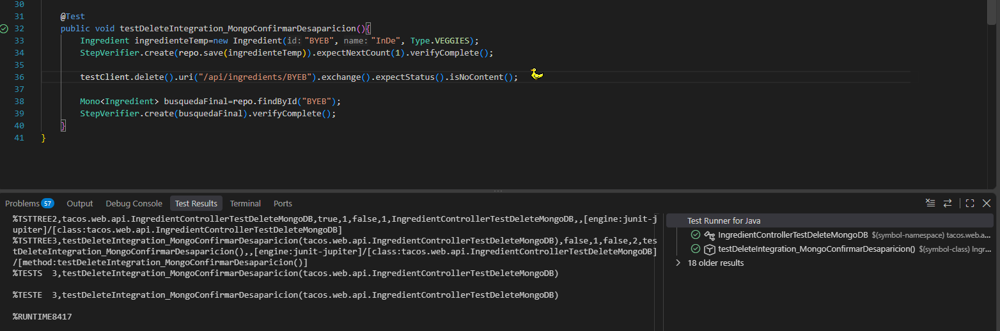 30
31 @Test
32 public void testDeleteIntegration_MongoConfirmarDesaparicion(){
33 Ingredient ingredienteTemp=new Ingredient(id: "BYEB", name: "InDe", Type.VEGGIES);
34 StepVerifier.create(repo.save(ingredienteTemp)).expectNextCount(1).verifyComplete();
35
36 testClient.delete().uri("/api/ingredients/BYEB").exchange().expectStatus().isNoContent();
37
38 Mono<Ingredient> busquedaFinal=repo.findById("BYEB");
39 StepVerifier.create(busquedaFinal).verifyComplete();
40 }
41 }
Problems 57 Output Debug Console Test Results Terminal Ports
%TSTTREE2,tacos.web.api.IngredientControllerTestDeleteMongoDB,true,1,false,1,IngredientControllerTestDeleteMongoDB,,[engine:junit-j
upiter]/[class:tacos.web.api.IngredientControllerTestDeleteMongoDB]
%TSTTREE3,testDeleteIntegration_MongoConfirmarDesaparicion(tacos.web.api.IngredientControllerTestDeleteMongoDB),false,1,false,2,tes
tDeleteIntegration_MongoConfirmarDesaparicion(),,[engine:junit-jupiter]/[class:tacos.web.api.IngredientControllerTestDeleteMongoDB]
/[method:testDeleteIntegration_MongoConfirmarDesaparicion()]
%TESTS 3,testDeleteIntegration_MongoConfirmarDesaparicion(tacos.web.api.IngredientControllerTestDeleteMongoDB)
%TESTE 3,testDeleteIntegration_MongoConfirmarDesaparicion(tacos.web.api.IngredientControllerTestDeleteMongoDB)
%RUNTIME8417
Test Runner for Java
IngredientControllerTestDeleteMongoDB $(symbol-namespace) tacos.web.a...
testDeleteIntegration_MongoConfirmarDesaparicion() $(symbol-class) Ingr...
18 older results